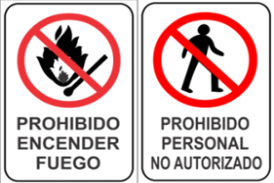 PROHIBIDO
ENCENDER
FUEGO
PROHIBIDO
PERSONAL
NO AUTORIZADO